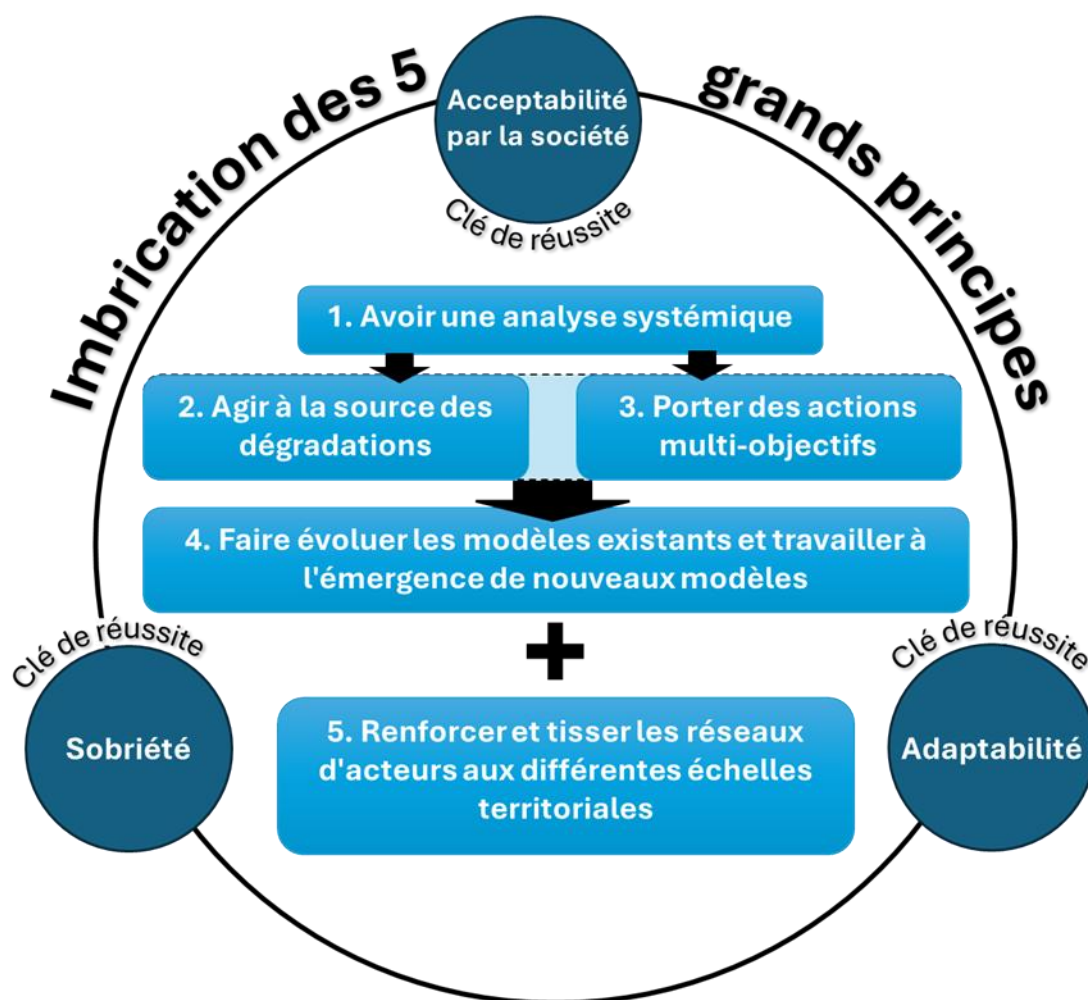 Imbrication des 5
grands principes
Acceptabilité
par la société
Clé de réussite
1. Avoir une analyse systémique
2. Agir à la source des
dégradations
3. Porter des actions
multi-objectifs
4. Faire évoluer les modèles existants et travailler à
l'émergence de nouveaux modèles
+
Clé de réussite
Sobriété
Clé de réussite
Adaptabilité
5. Renforcer et tisser les réseaux
d'acteurs aux différentes échelles
territoriales